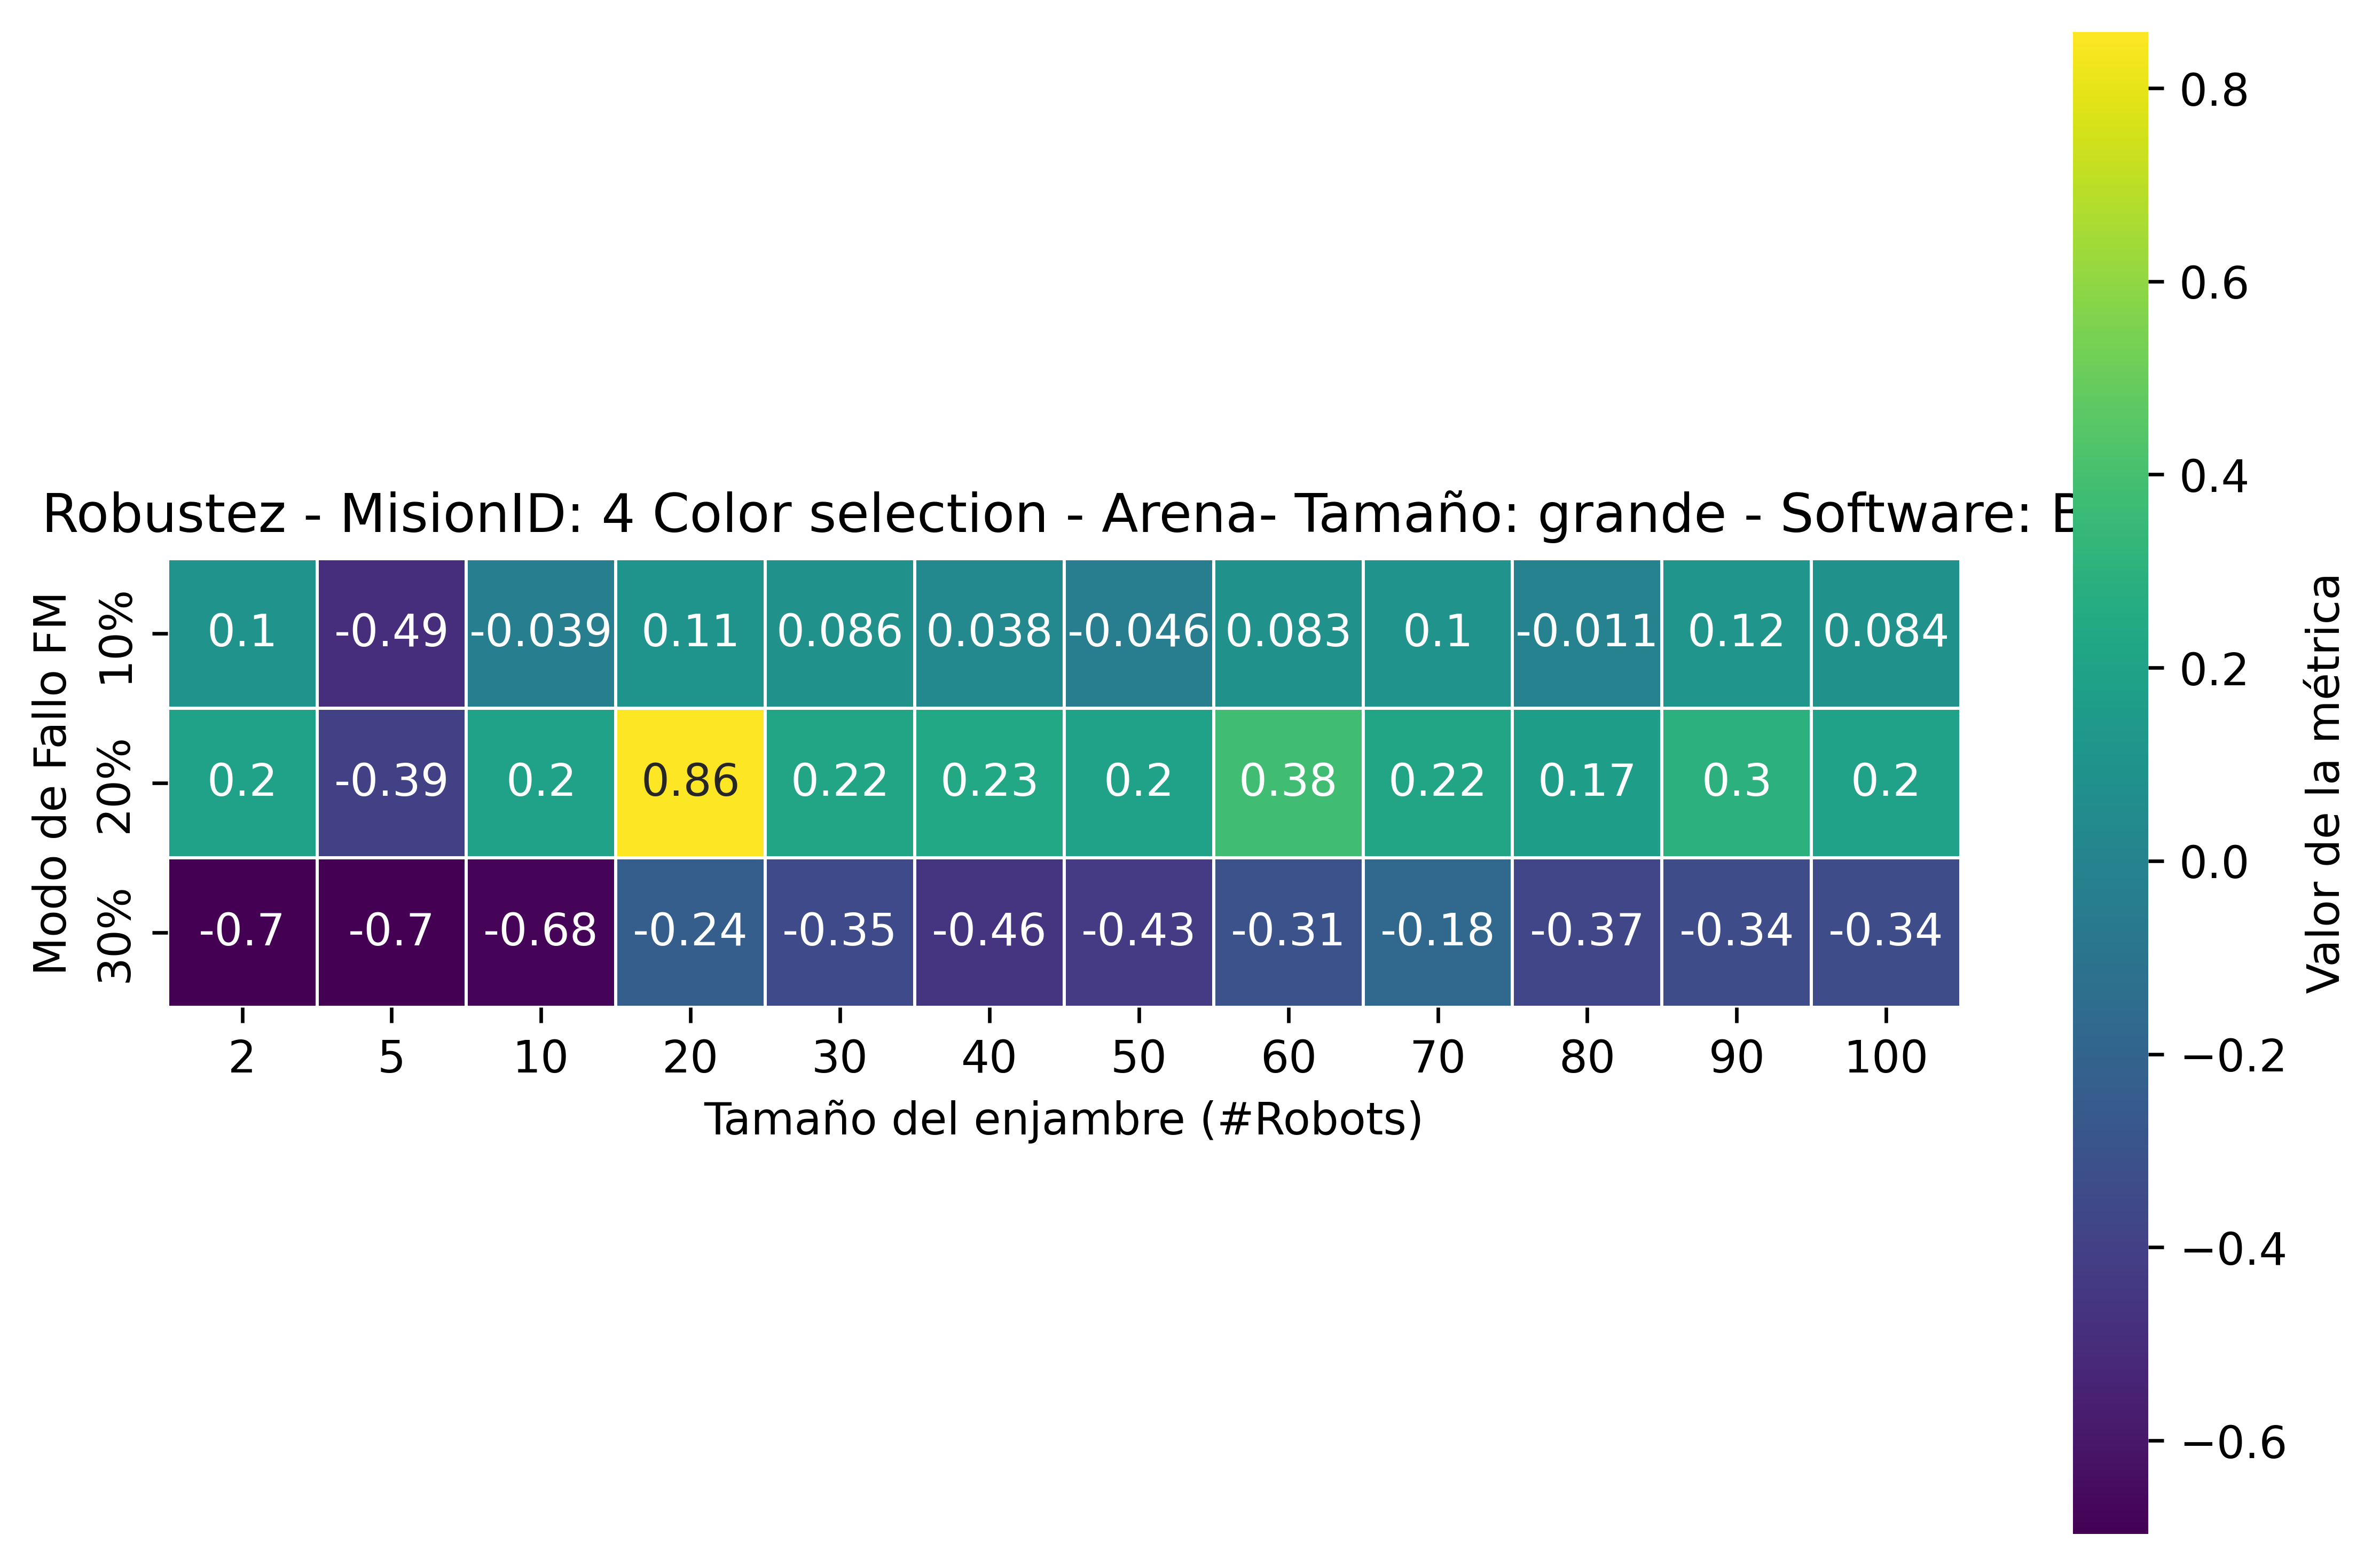 Robustez - MisionID: 4 Color selection - Arena- Tamaño: grande - Software: B
Modo de Fallo FM
10% 0.1 -0.49 -0.039 0.11 0.086 0.038 -0.046 0.083 0.1 -0.011 0.12 0.084
20% 0.2 -0.39 0.2 0.86 0.22 0.23 0.2 0.38 0.22 0.17 0.3 0.2
30% -0.7 -0.7 -0.68 -0.24 -0.35 -0.46 -0.43 -0.31 -0.18 -0.37 -0.34 -0.34
2 5 10 20 30 40 50 60 70 80 90 100
Tamaño del enjambre (#Robots)
0.8
0.6
0.4
0.2
0.0
−0.2
−0.4
−0.6
Valor de la métrica